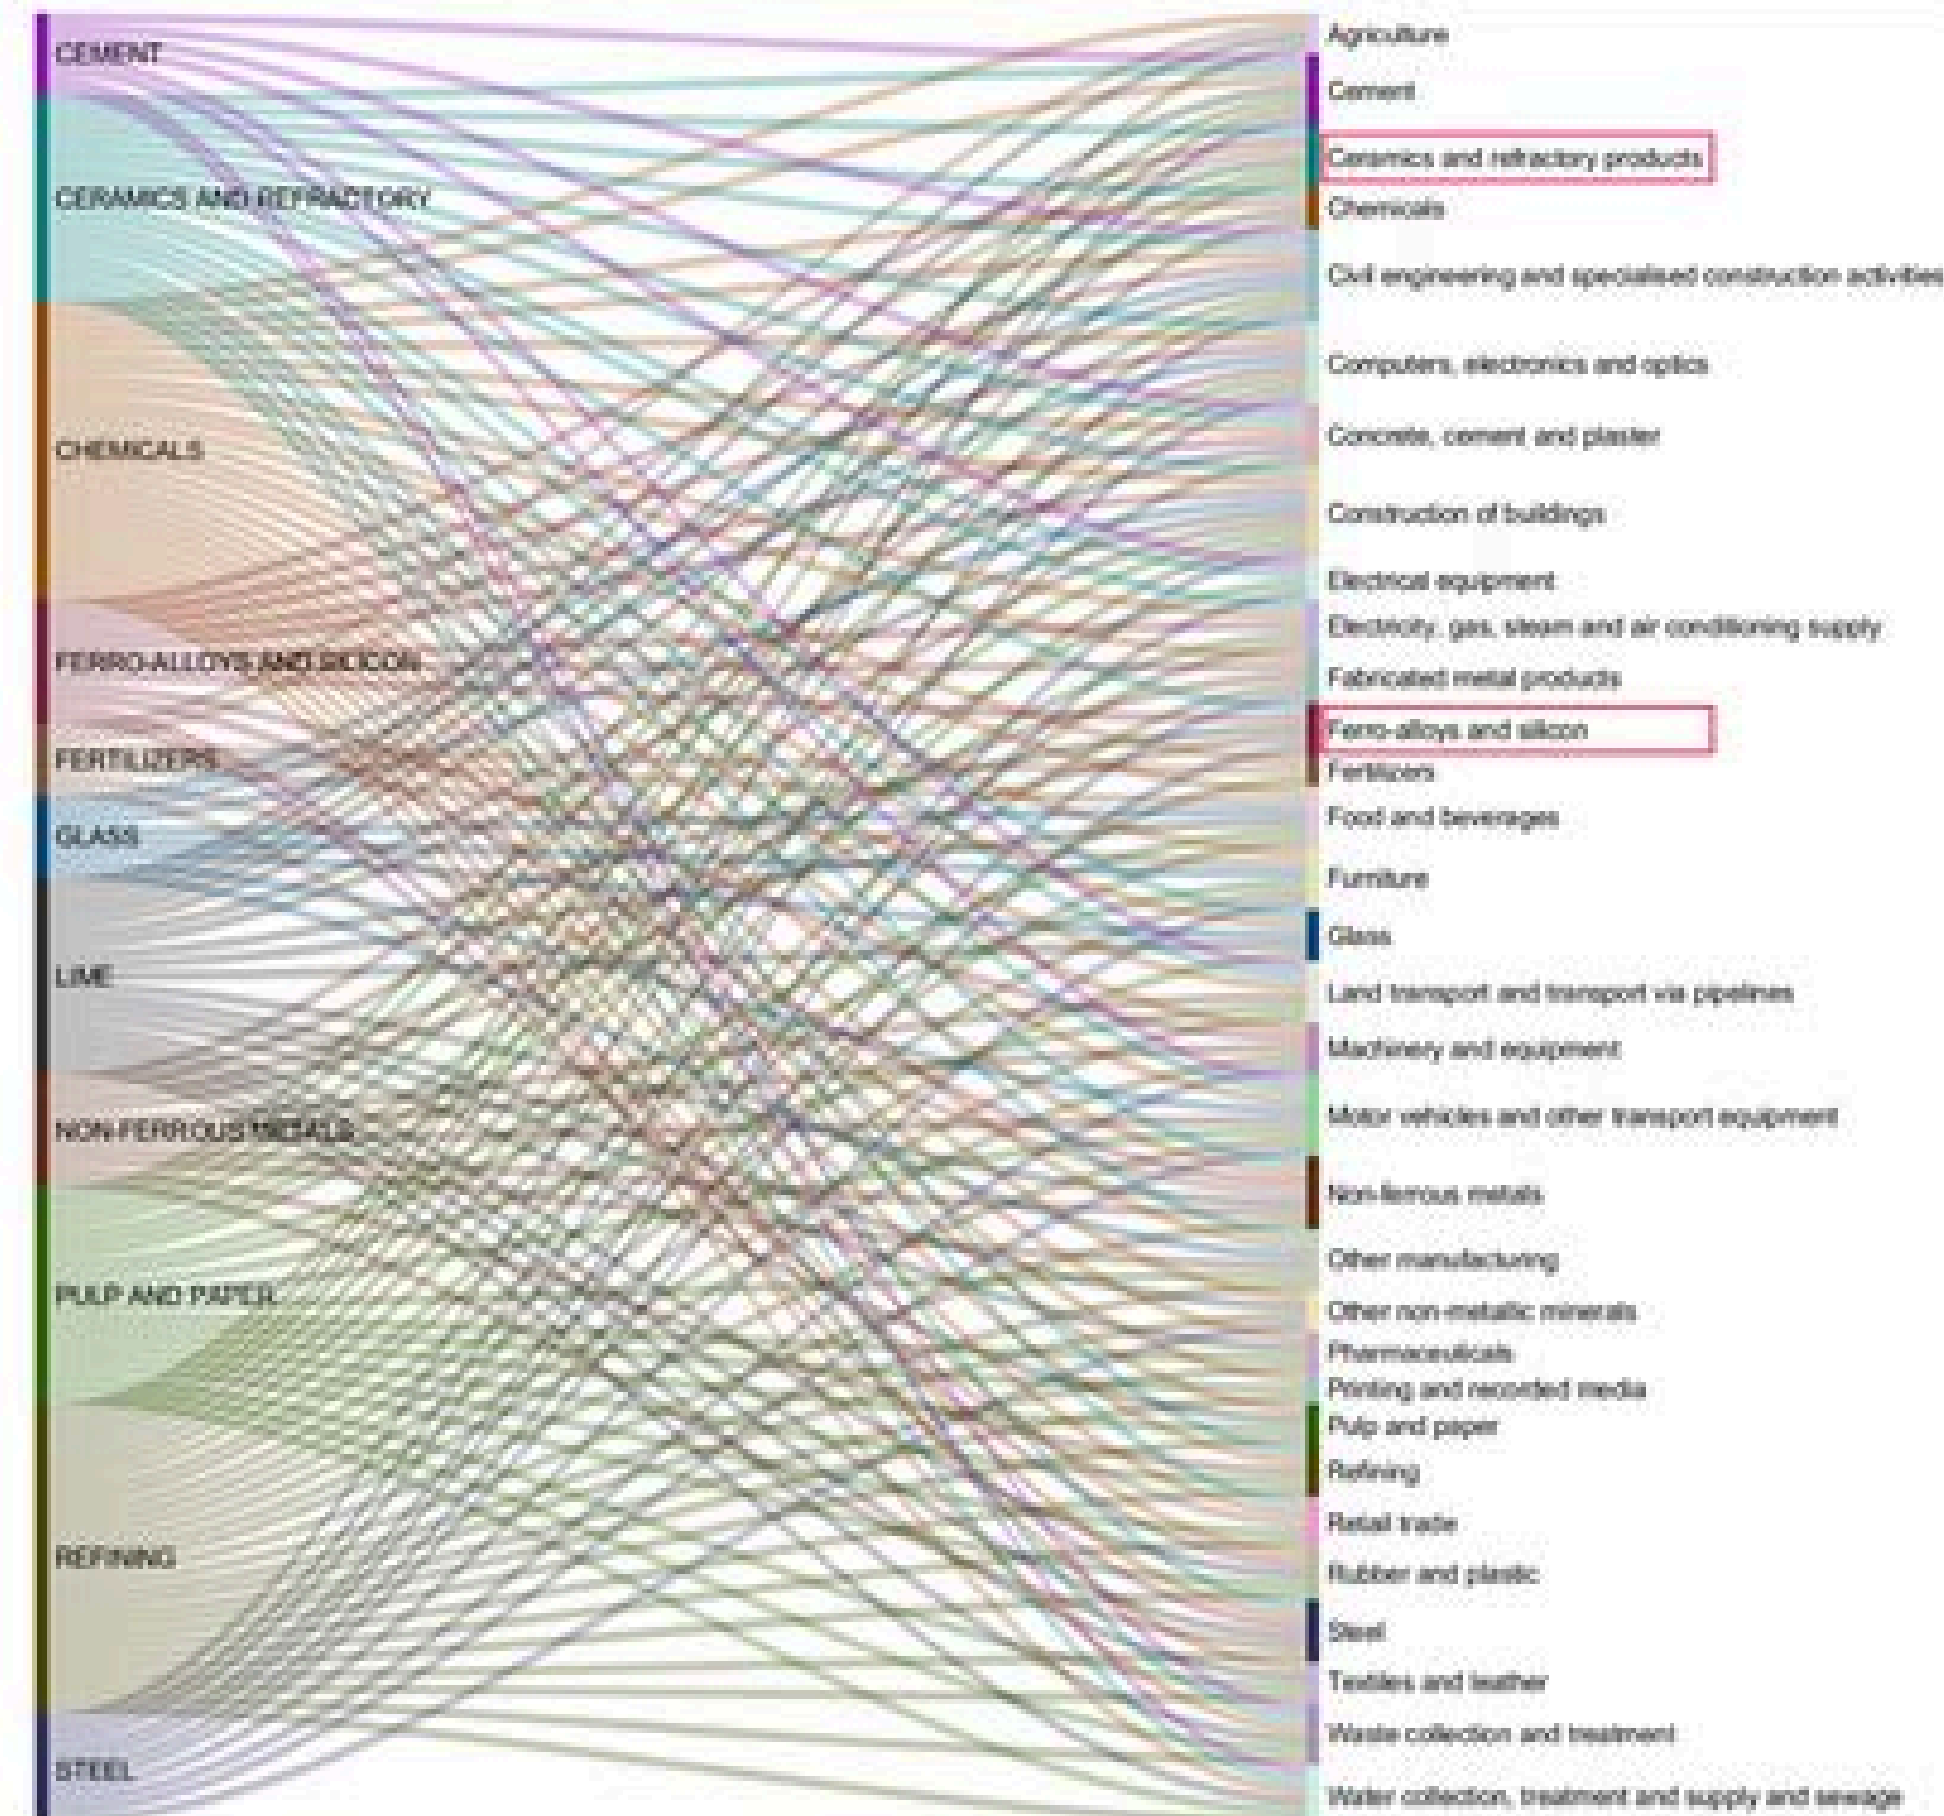 CEMENT
CERAMICS AND REFRACTORY
CHEMICALS
FERRO-ALLOYS AND SILICON
FERTILIZERS
GLASS
LIME
NON-FERROUS METALS
PULP AND PAPER
REFINING
STEEL
Agriculture
Cement
Ceramics and refractory products
Chemicals
Civil engineering and specialised construction activities
Computers, electronics and optics
Concrete, cement and plaster
Construction of buildings
Electrical equipment
Electricity, gas, steam and air conditioning supply
Fabricated metal products
Ferro-alloys and silicon
Fertilizers
Food and beverages
Furniture
Glass
Land transport and transport via pipelines
Machinery and equipment
Motor vehicles and other transport equipment
Non-ferrous metals
Other manufacturing
Other non-metallic minerals
Pharmaceuticals
Printing and recorded media
Pulp and paper
Refining
Retail trade
Rubber and plastic
Steel
Textiles and leather
Waste collection and treatment
Water collection, treatment and supply and sewage